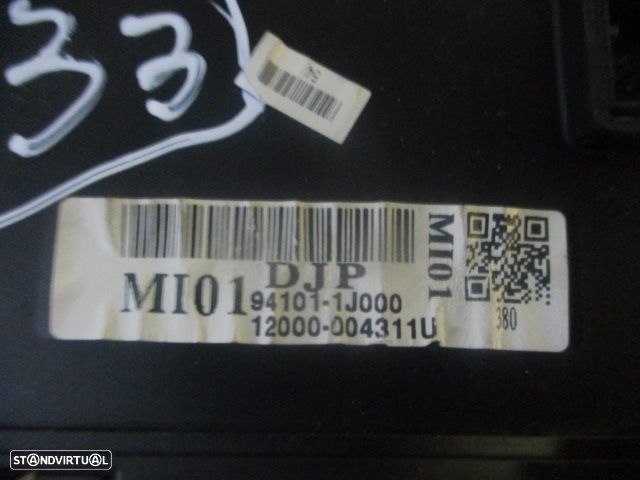 33
DJP
MI01
94101-1J000
12000-004311U
MI01
380
STANDVIRTUAL